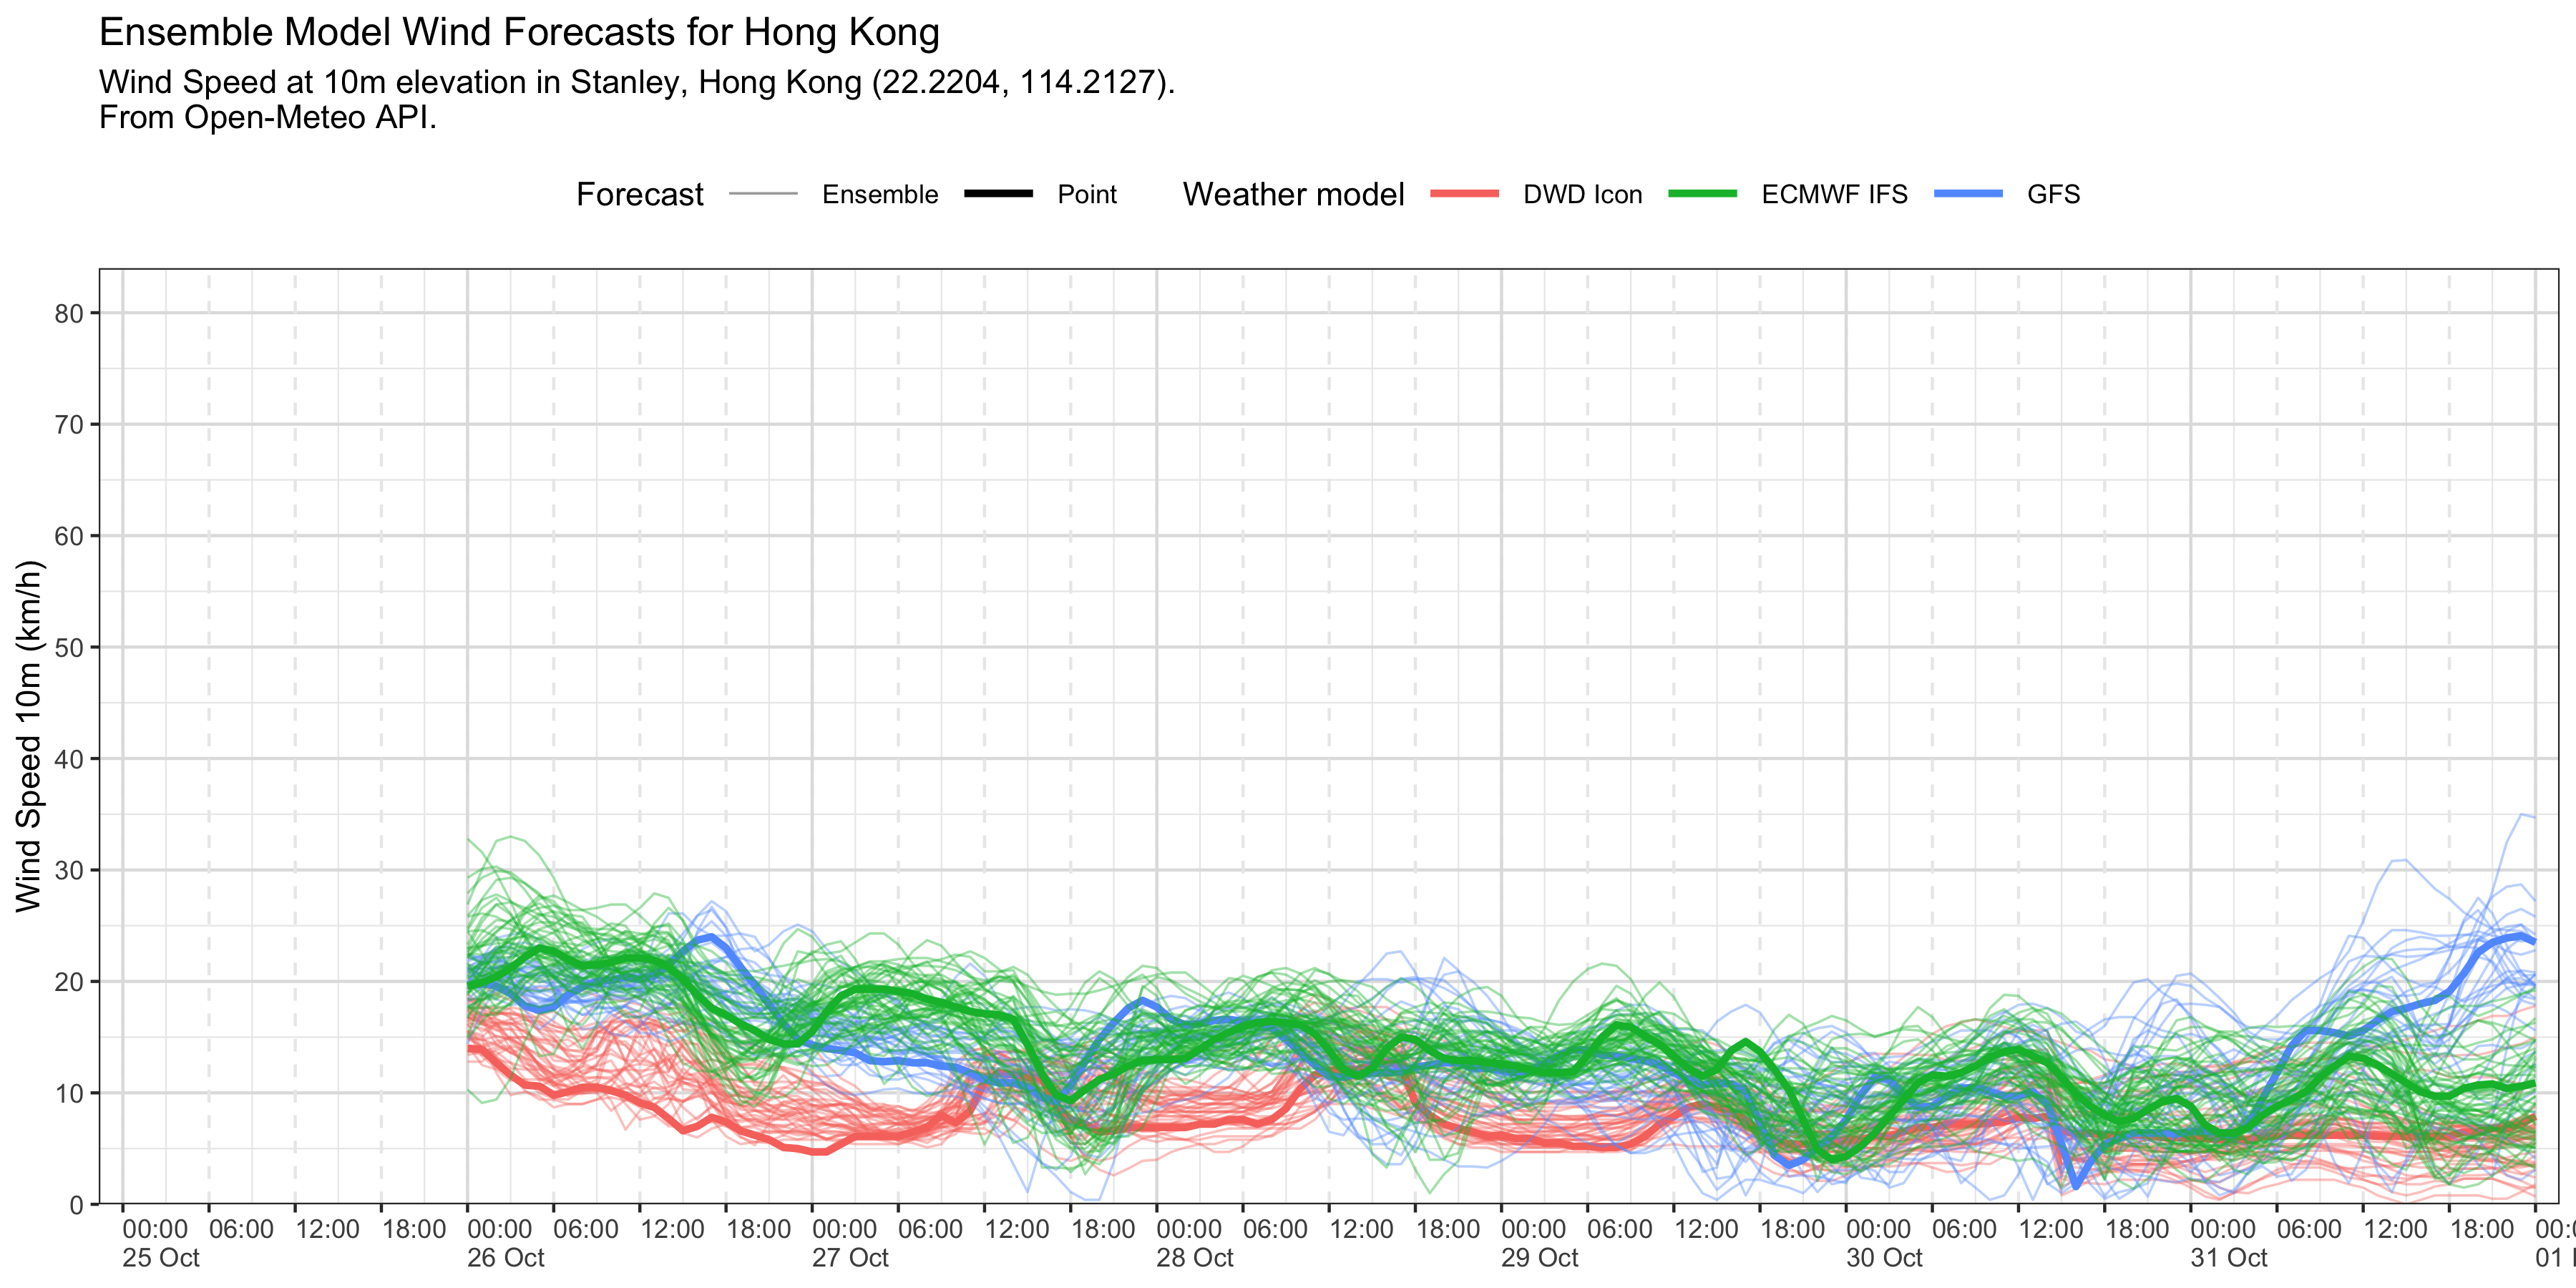 Ensemble Model Wind Forecasts for Hong Kong
Wind Speed at 10m elevation in Stanley, Hong Kong (22.2204, 114.2127).
From Open-Meteo API.
Forecast Ensemble Point Weather model DWD Icon ECMWF IFS GFS
Wind Speed 10m (km/h)
80
70
60
50
40
30
20
10
0
00:00 06:00 12:00 18:00 00:00 06:00 12:00 18:00 00:00 06:00 12:00 18:00 00:00 06:00 12:00 18:00 00:00 06:00 12:00 18:00 00:00 06:00 12:00 18:00 00:00 06:00 12:00 18:00
25 Oct 26 Oct 27 Oct 28 Oct 29 Oct 30 Oct 31 Oct 01